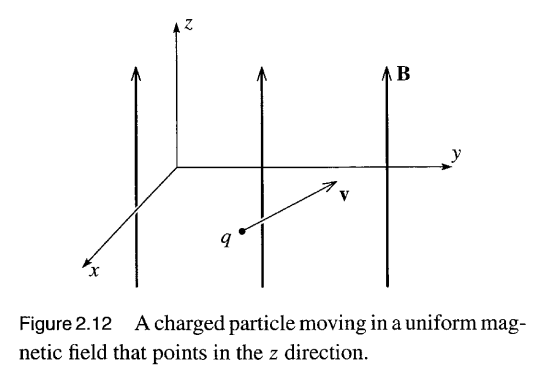 z
B
y
v
q
x
Figure 2.12 A charged particle moving in a uniform mag-
netic field that points in the z direction.